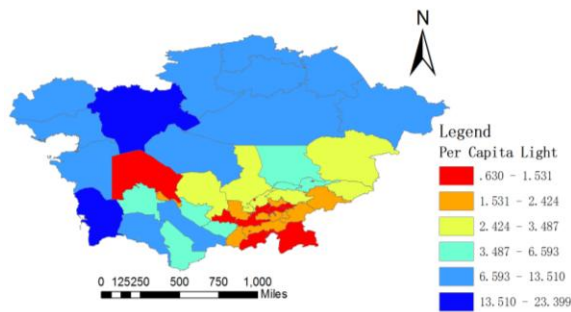 N
Legend
Per Capita Light
.630 - 1.531
1.531 - 2.424
2.424 - 3.487
3.487 - 6.593
6.593 - 13.510
13.510 - 23.399
0 125250 500 750 1,000
Miles